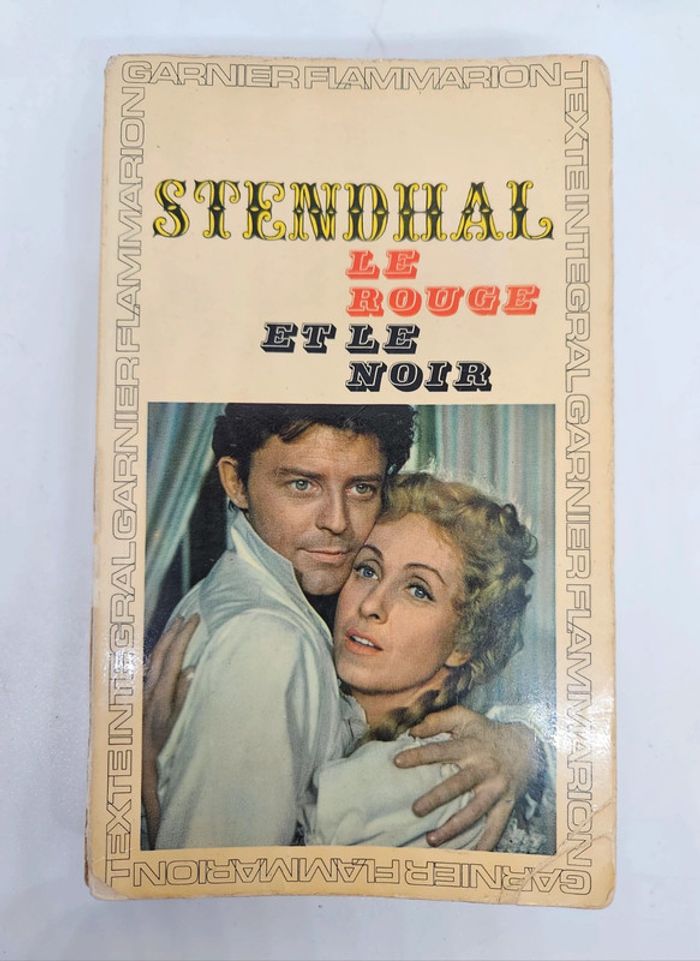 GARNIER FLAMMARION
TEXTE INTEGRAL GARNIER FLAMMARION
GARNIER FLAMMARION
TEXTE INTEGRAL GARNIER FLAMMARION
STENDHAL
LE
ROUGE
ET LE
NOIR